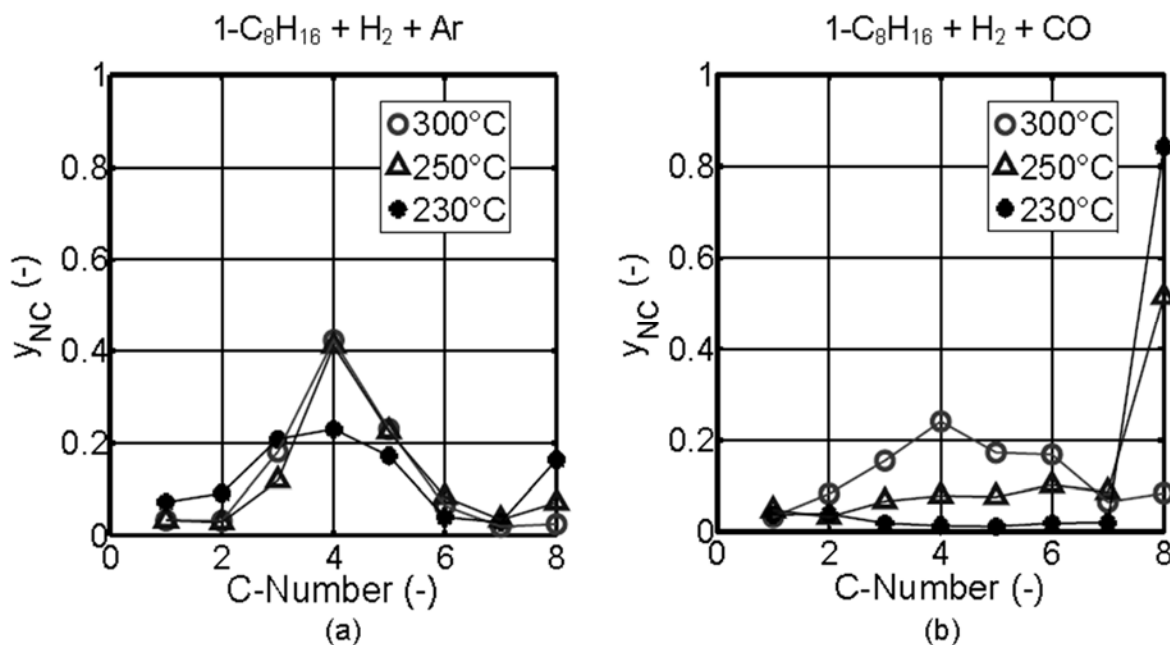 1-C₈H₁₆ + H₂ + Ar
1
0.8
0.6
0.4
0.2
0
y_NC (-)
300°C
250°C
230°C
0 2 4 6 8
C-Number (-)
(a)
1-C₈H₁₆ + H₂ + CO
1
0.8
0.6
0.4
0.2
0
y_NC (-)
300°C
250°C
230°C
0 2 4 6 8
C-Number (-)
(b)